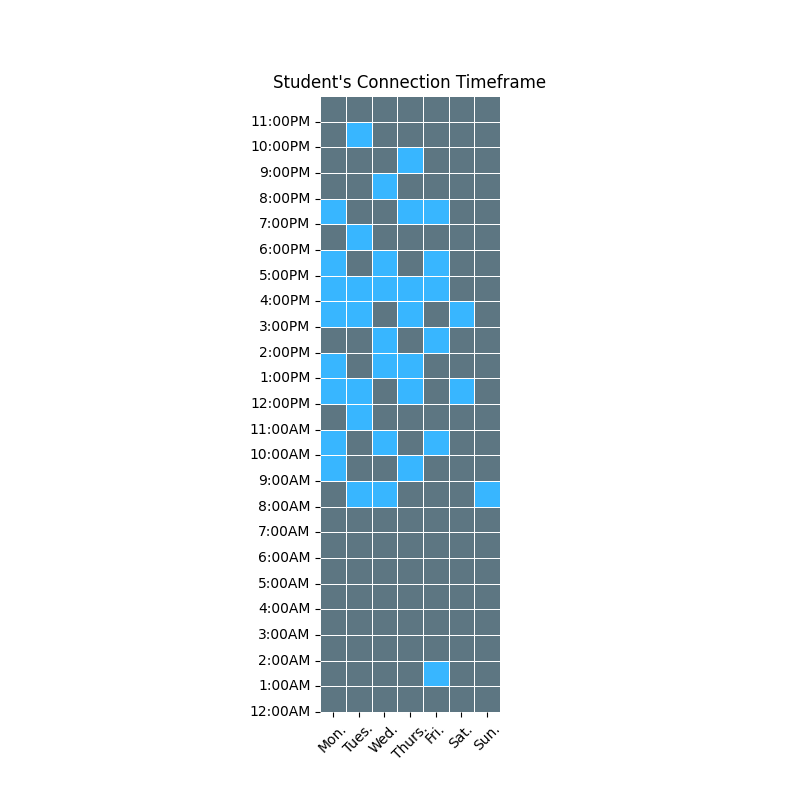 Student's Connection Timeframe
11:00PM
10:00PM
9:00PM
8:00PM
7:00PM
6:00PM
5:00PM
4:00PM
3:00PM
2:00PM
1:00PM
12:00PM
11:00AM
10:00AM
9:00AM
8:00AM
7:00AM
6:00AM
5:00AM
4:00AM
3:00AM
2:00AM
1:00AM
12:00AM
Mon. Tues. Wed. Thurs. Fri. Sat. Sun.